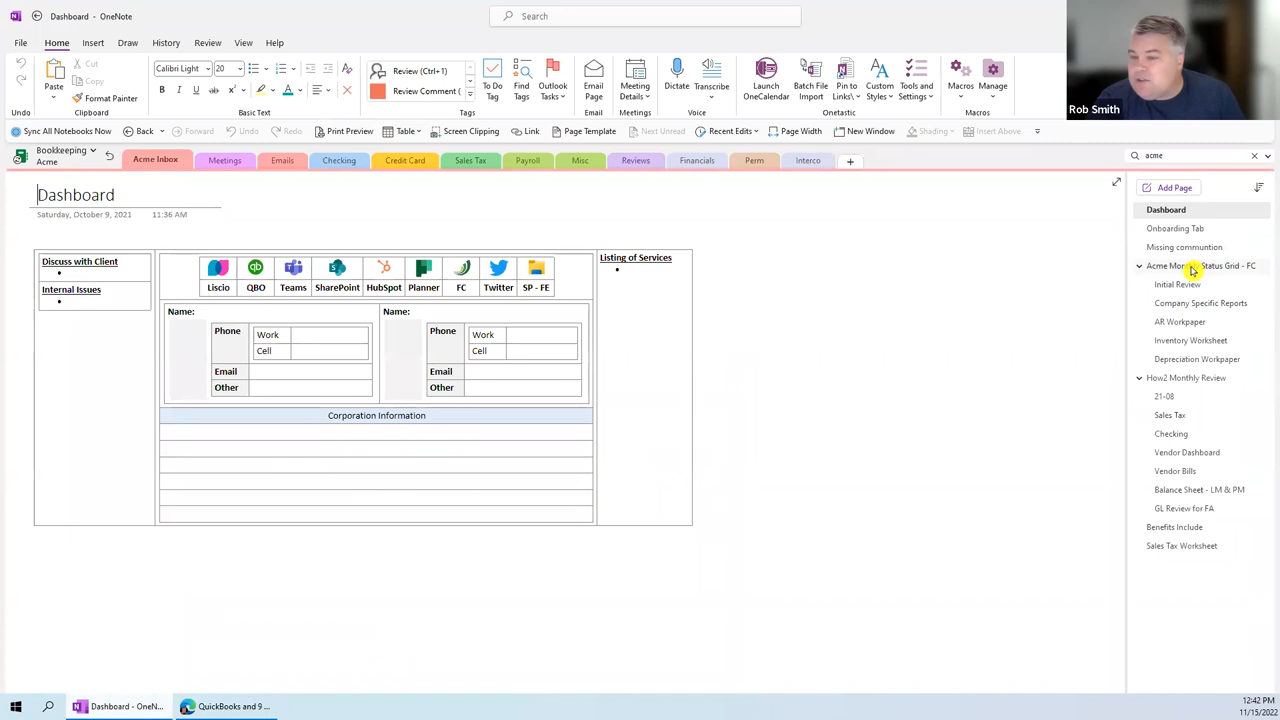 Dashboard - OneNote
Search
File Home Insert Draw History Review View Help
Paste
Cut
Copy
Format Painter
Clipboard
Calibri Light 20
B I U
Basic Text
Review (Ctrl+1)
Review Comment (
To Do Tag
Find Tags
Outlook Tasks
Email Page
Meeting Details
Dictate
Transcribe
Launch OneCalendar
Batch File Import
Pin to Links\
Custom Styles
Tools and Settings
Macros
Manage
Tags
Email
Meetings
Voice
Onetastic
Macros
Rob Smith
Sync All Notebooks Now Back Forward Undo Redo Print Preview Table Screen Clipping Link Page Template Next Unread Recent Edits Page Width New Window Shading Insert Above
Bookkeeping Acme
Acme Inbox Meetings Emails Checking Credit Card Sales Tax Payroll Misc Reviews Financials Perm Interco +
acme
Dashboard
Saturday, October 9, 2021 11:36 AM
Discuss with Client
Internal Issues
Liscio QBO Teams SharePoint HubSpot Planner FC Twitter SP - FE
Listing of Services
Name: Name:
Phone Work Phone Work
Cell Cell
Email Email
Other Other
Corporation Information
Add Page
Dashboard
Onboarding Tab
Missing communtion
Status Grid - FC
Initial Review
Company Specific Reports
AR Workpaper
Inventory Worksheet
Depreciation Workpaper
How2 Monthly Review
21-08
Sales Tax
Checking
Vendor Dashboard
Vendor Bills
Balance Sheet - LM & PM
GL Review for FA
Benefits Include
Sales Tax Worksheet
Dashboard - OneN...
QuickBooks and 9 ...
12:42 PM
11/15/2022